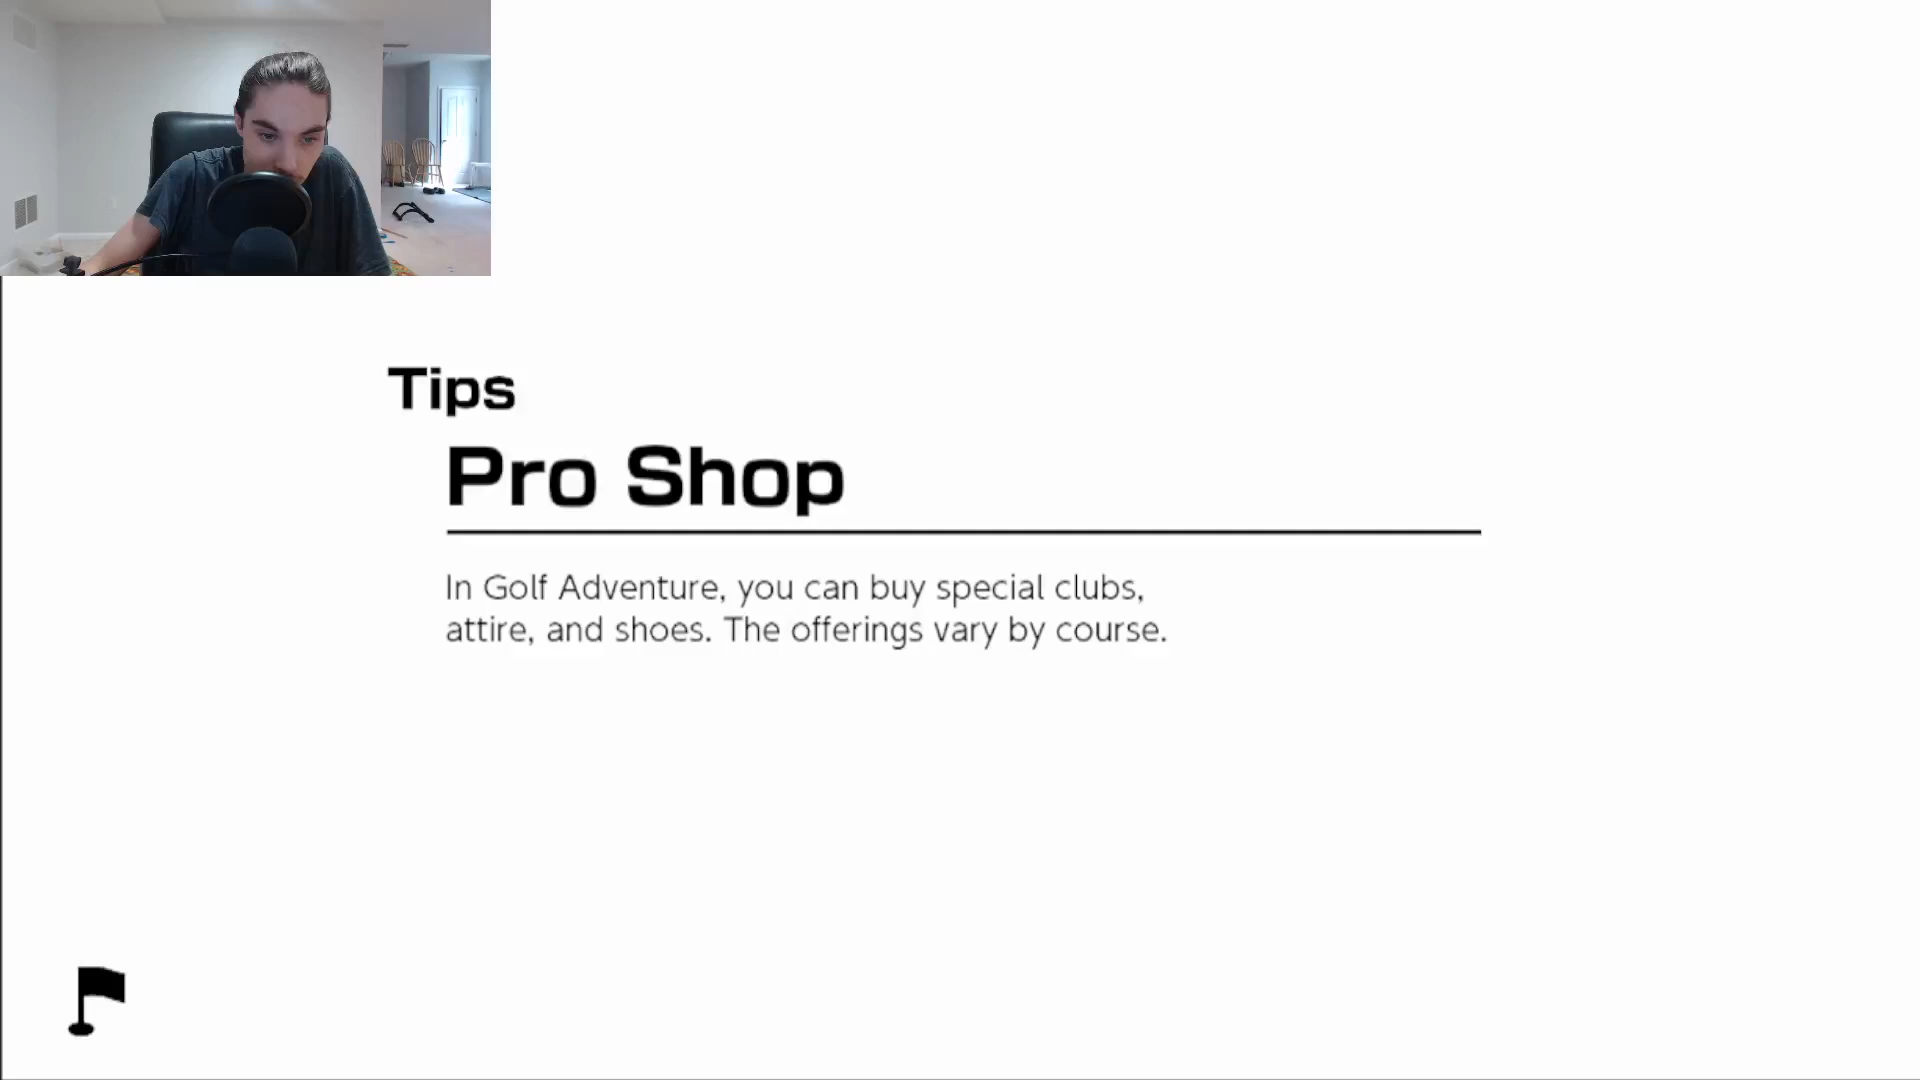 Tips
Pro Shop
In Golf Adventure, you can buy special clubs,
attire, and shoes. The offerings vary by course.